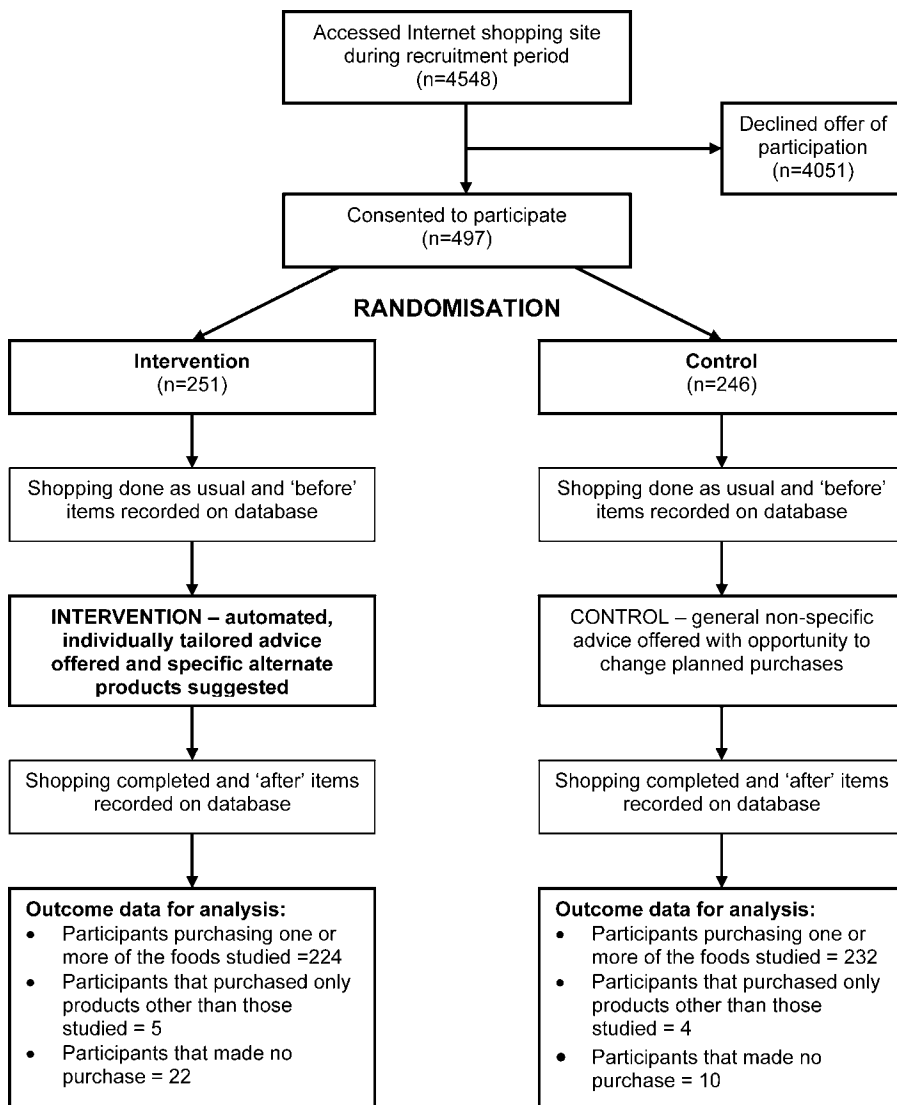 Accessed Internet shopping site
during recruitment period
(n=4548)
Declined offer of
participation
(n=4051)
Consented to participate
(n=497)
RANDOMISATION
Intervention
(n=251)
Control
(n=246)
Shopping done as usual and ‘before’
items recorded on database
Shopping done as usual and ‘before’
items recorded on database
INTERVENTION – automated,
individually tailored advice
offered and specific alternate
products suggested
CONTROL – general non-specific
advice offered with opportunity to
change planned purchases
Shopping completed and ‘after’ items
recorded on database
Shopping completed and ‘after’ items
recorded on database
Outcome data for analysis:
• Participants purchasing one or
more of the foods studied =224
• Participants that purchased only
products other than those
studied = 5
• Participants that made no
purchase = 22
Outcome data for analysis:
• Participants purchasing one or
more of the foods studied = 232
• Participants that purchased only
products other than those
studied = 4
• Participants that made no
purchase = 10